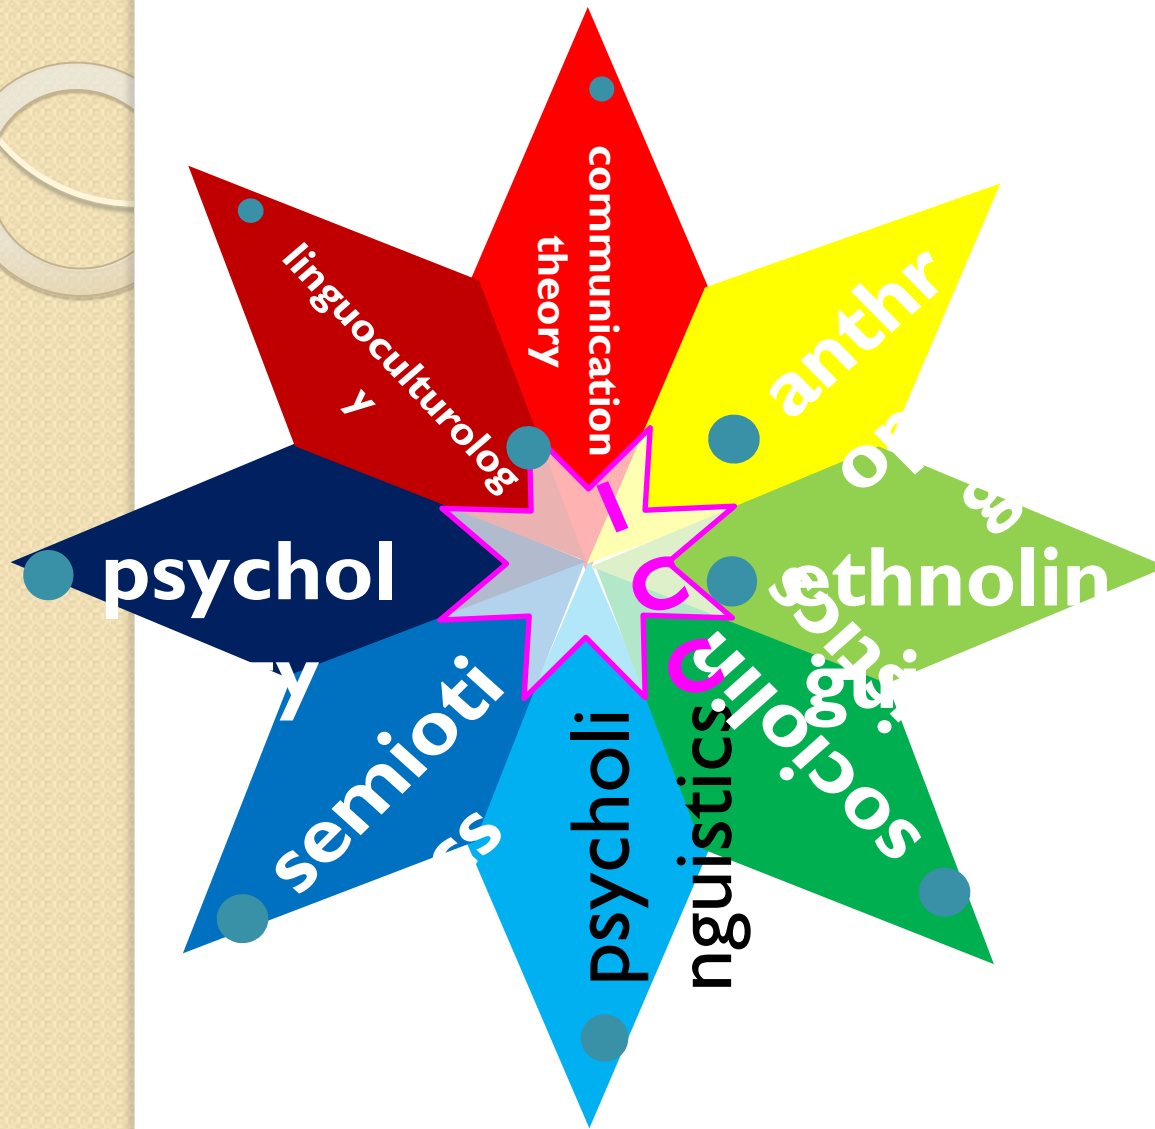 communication
theory
linguoculturolog
y
anthr
op
psychol
y
ethnolin
semioti
cs
psycholi
nguistics
sociolin
I
C
C